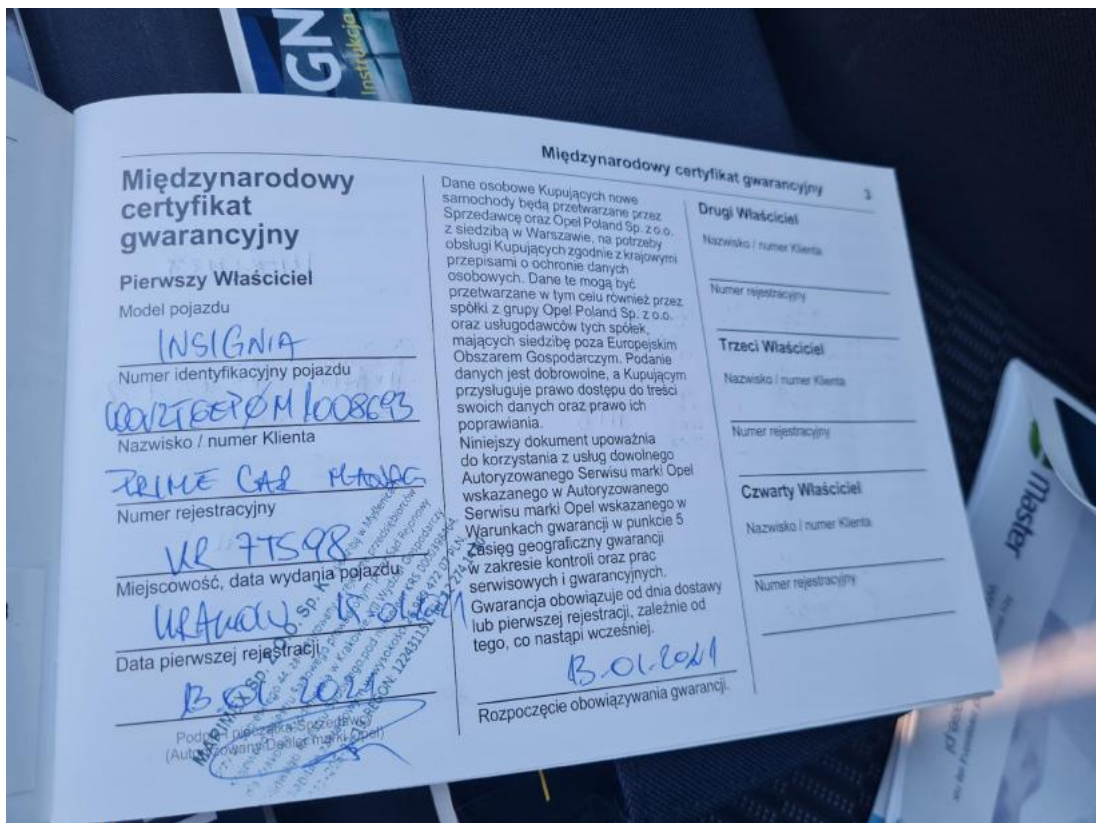 GN
Instrukcja
Międzynarodowy certyfikat gwarancyjny 3
Międzynarodowy
certyfikat
gwarancyjny
Pierwszy Właściciel
Model pojazdu
INSIGNIA
Numer identyfikacyjny pojazdu
Nazwisko / numer Klienta
PRIME CAR MANAG
Numer rejestracyjny
KR 7TS98
Miejscowość, data wydania pojazdu
KRAKÓW
Data pierwszej rejestracji
13.01.2021
Podpis i pieczątka Sprzedawcy
(Autoryzowany Dealer marki Opel)
Dane osobowe Kupujących nowe
samochody będą przetwarzane przez
Sprzedawcę oraz Opel Poland Sp. z o.o.
z siedzibą w Warszawie, na potrzeby
obsługi Kupujących zgodnie z krajowymi
przepisami o ochronie danych
osobowych. Dane te mogą być
przetwarzane w tym celu również przez
spółki z grupy Opel Poland Sp. z o.o.
oraz usługodawców tych spółek,
mających siedzibę poza Europejskim
Obszarem Gospodarczym. Podanie
danych jest dobrowolne, a Kupującym
przysługuje prawo dostępu do treści
swoich danych oraz prawo ich
poprawiania.
Niniejszy dokument upoważnia
do korzystania z usług dowolnego
Autoryzowanego Serwisu marki Opel
wskazanego w Autoryzowanego
Serwisu marki Opel wskazanego w
Warunkach gwarancji w punkcie 5
Zasięg geograficzny gwarancji
w zakresie kontroli oraz prac
serwisowych i gwarancyjnych.
Gwarancja obowiązuje od dnia dostawy
lub pierwszej rejestracji, zależnie od
tego, co nastąpi wcześniej.
13.01.2021
Rozpoczęcie obowiązywania gwarancji.
Drugi Właściciel
Nazwisko / numer Klienta
Numer rejestracyjny
Trzeci Właściciel
Nazwisko / numer Klienta
Numer rejestracyjny
Czwarty Właściciel
Nazwisko / numer Klienta
Numer rejestracyjny
Master